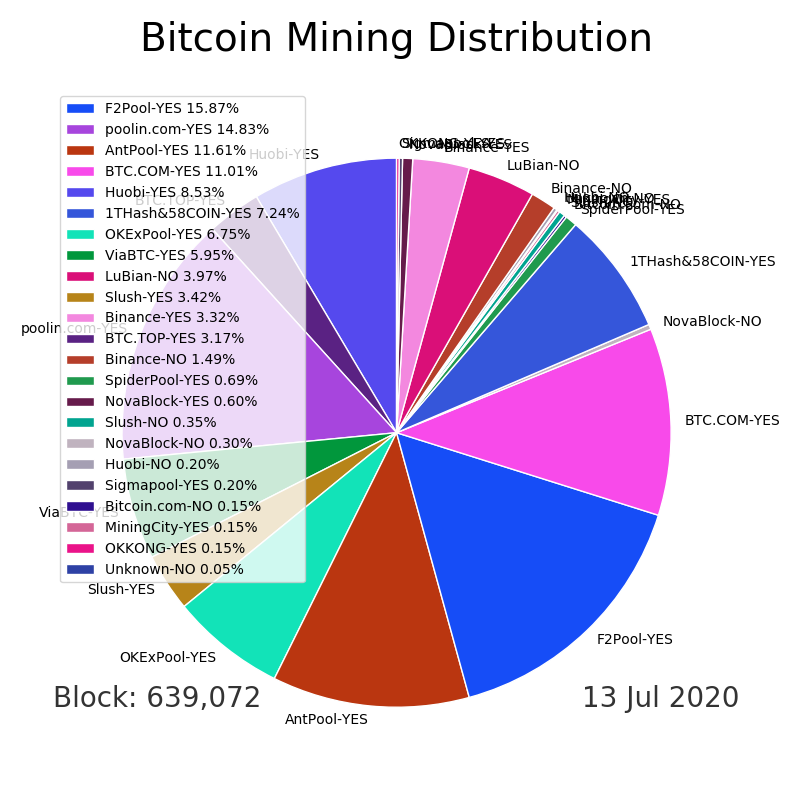 Bitcoin Mining Distribution
F2Pool-YES 15.87%
poolin.com-YES 14.83%
AntPool-YES 11.61%
BTC.COM-YES 11.01%
Huobi-YES 8.53%
1THash&58COIN-YES 7.24%
OKExPool-YES 6.75%
ViaBTC-YES 5.95%
LuBian-NO 3.97%
Slush-YES 3.42%
Binance-YES 3.32%
BTC.TOP-YES 3.17%
Binance-NO 1.49%
SpiderPool-YES 0.69%
NovaBlock-YES 0.60%
Slush-NO 0.35%
NovaBlock-NO 0.30%
Huobi-NO 0.20%
Sigmapool-YES 0.20%
Bitcoin.com-NO 0.15%
MiningCity-YES 0.15%
OKKONG-YES 0.15%
Unknown-NO 0.05%
Huobi-YES
BTC.TOP-YES
poolin.com-YES
ViaBTC-YES
Slush-YES
OKExPool-YES
AntPool-YES
F2Pool-YES
BTC.COM-YES
NovaBlock-NO
1THash&58COIN-YES
SpiderPool-YES
Binance-NO
LuBian-NO
Binance-YES
Block: 639,072
13 Jul 2020